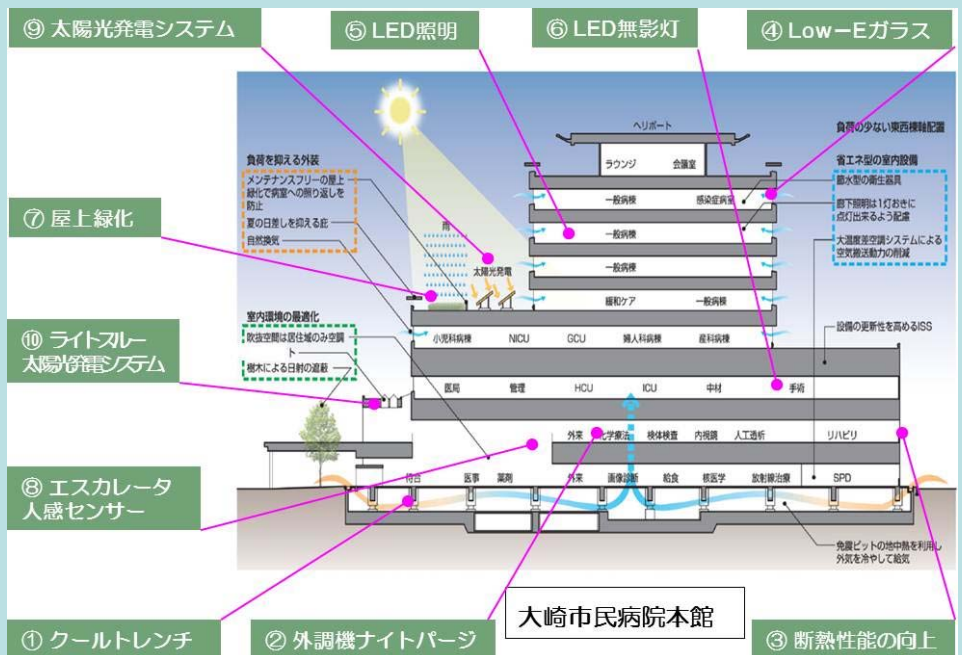 ⑨ 太陽光発電システム
⑤ LED照明
⑥ LED無影灯
④ Low－Eガラス
ヘリポート
負荷の少ない東西棟軸配置
負荷を抑える外装
ラウンジ
会議室
省エネ型の室内設備
メンテナンスフリーの屋上
緑化で病室への照り返しを
防止
節水型の衛生器具
一般病棟
感染症病室
廊下照明は1灯おきに
点灯出来るよう配慮
⑦ 屋上緑化
夏の日差しを抑える庇
雨
一般病棟
自然換気
大温度差空調システムによる
空気搬送動力の削減
太陽光発電
一般病棟
緩和ケア
一般病棟
室内環境の最適化
設備の更新性を高めるISS
⑩ ライトスルー
太陽光発電システム
吹抜空間は居住域のみ空調
小児科病棟
NICU
GCU
婦人科病棟
産科病棟
樹木による日射の遮蔽
医局
管理
HCU
ICU
中材
手術
外来
化学療法
検体検査
内視鏡
人工透析
リハビリ
⑧ エスカレータ
人感センサー
待合
医事
薬剤
外来
画像診断
給食
核医学
放射線治療
SPD
免震ピットの地中熱を利用し
外気を冷やして給気
大崎市民病院本館
① クールトレンチ
② 外調機ナイトパージ
③ 断熱性能の向上